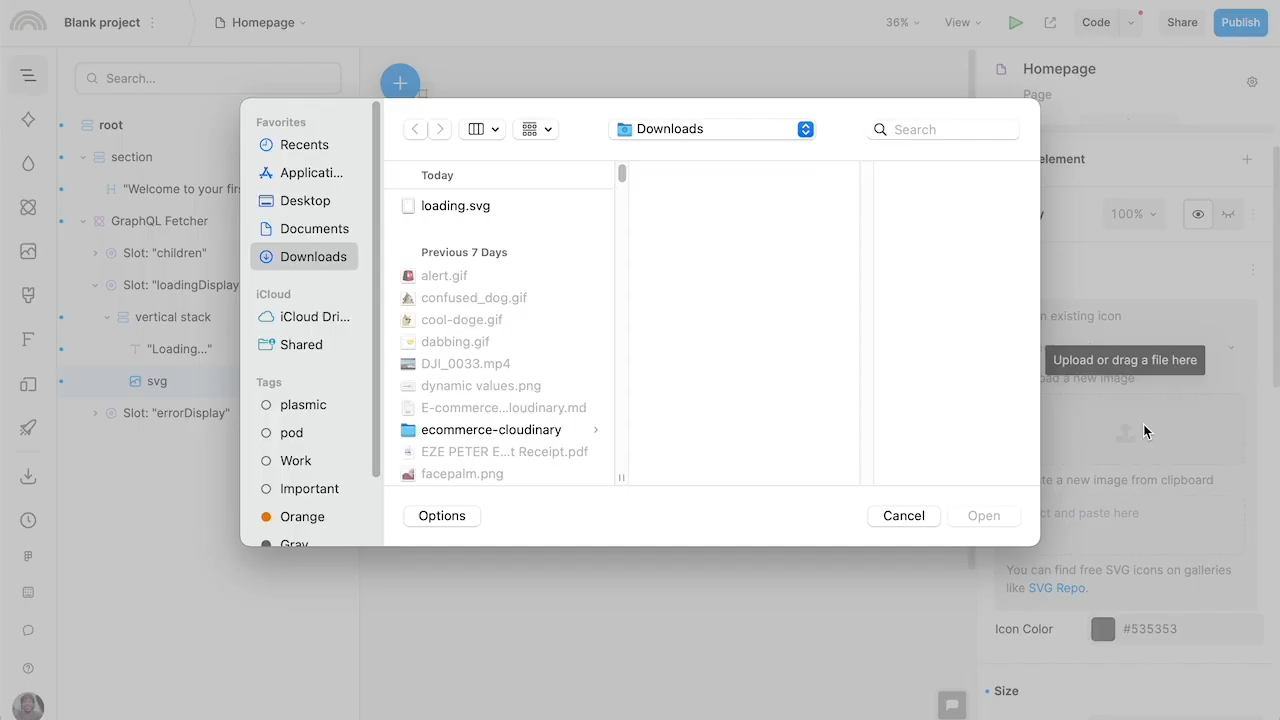 Blank project
Homepage
36%
View
Code
Share
Publish
Search...
root
section
"Welcome to your firs
GraphQL Fetcher
Slot: "children"
Slot: "loadingDisplay
vertical stack
"Loading..."
svg
Slot: "errorDisplay"
Favorites
Recents
Applicati...
Desktop
Documents
Downloads
iCloud
iCloud Dri...
Shared
Tags
plasmic
pod
Work
Important
Orange
Gray
Downloads
Search
Today
loading.svg
Previous 7 Days
alert.gif
confused_dog.gif
cool-doge.gif
dabbing.gif
DJI_0033.mp4
dynamic values.png
E-commerce...loudinary.md
ecommerce-cloudinary
EZE PETER E...t Receipt.pdf
facepalm.png
Options
Cancel
Open
Homepage
Page
element
100%
n existing icon
Upload or drag a file here
ad a new image
e a new image from clipboard
ct and paste here
You can find free SVG icons on galleries
like SVG Repo.
Icon Color
#535353
Size